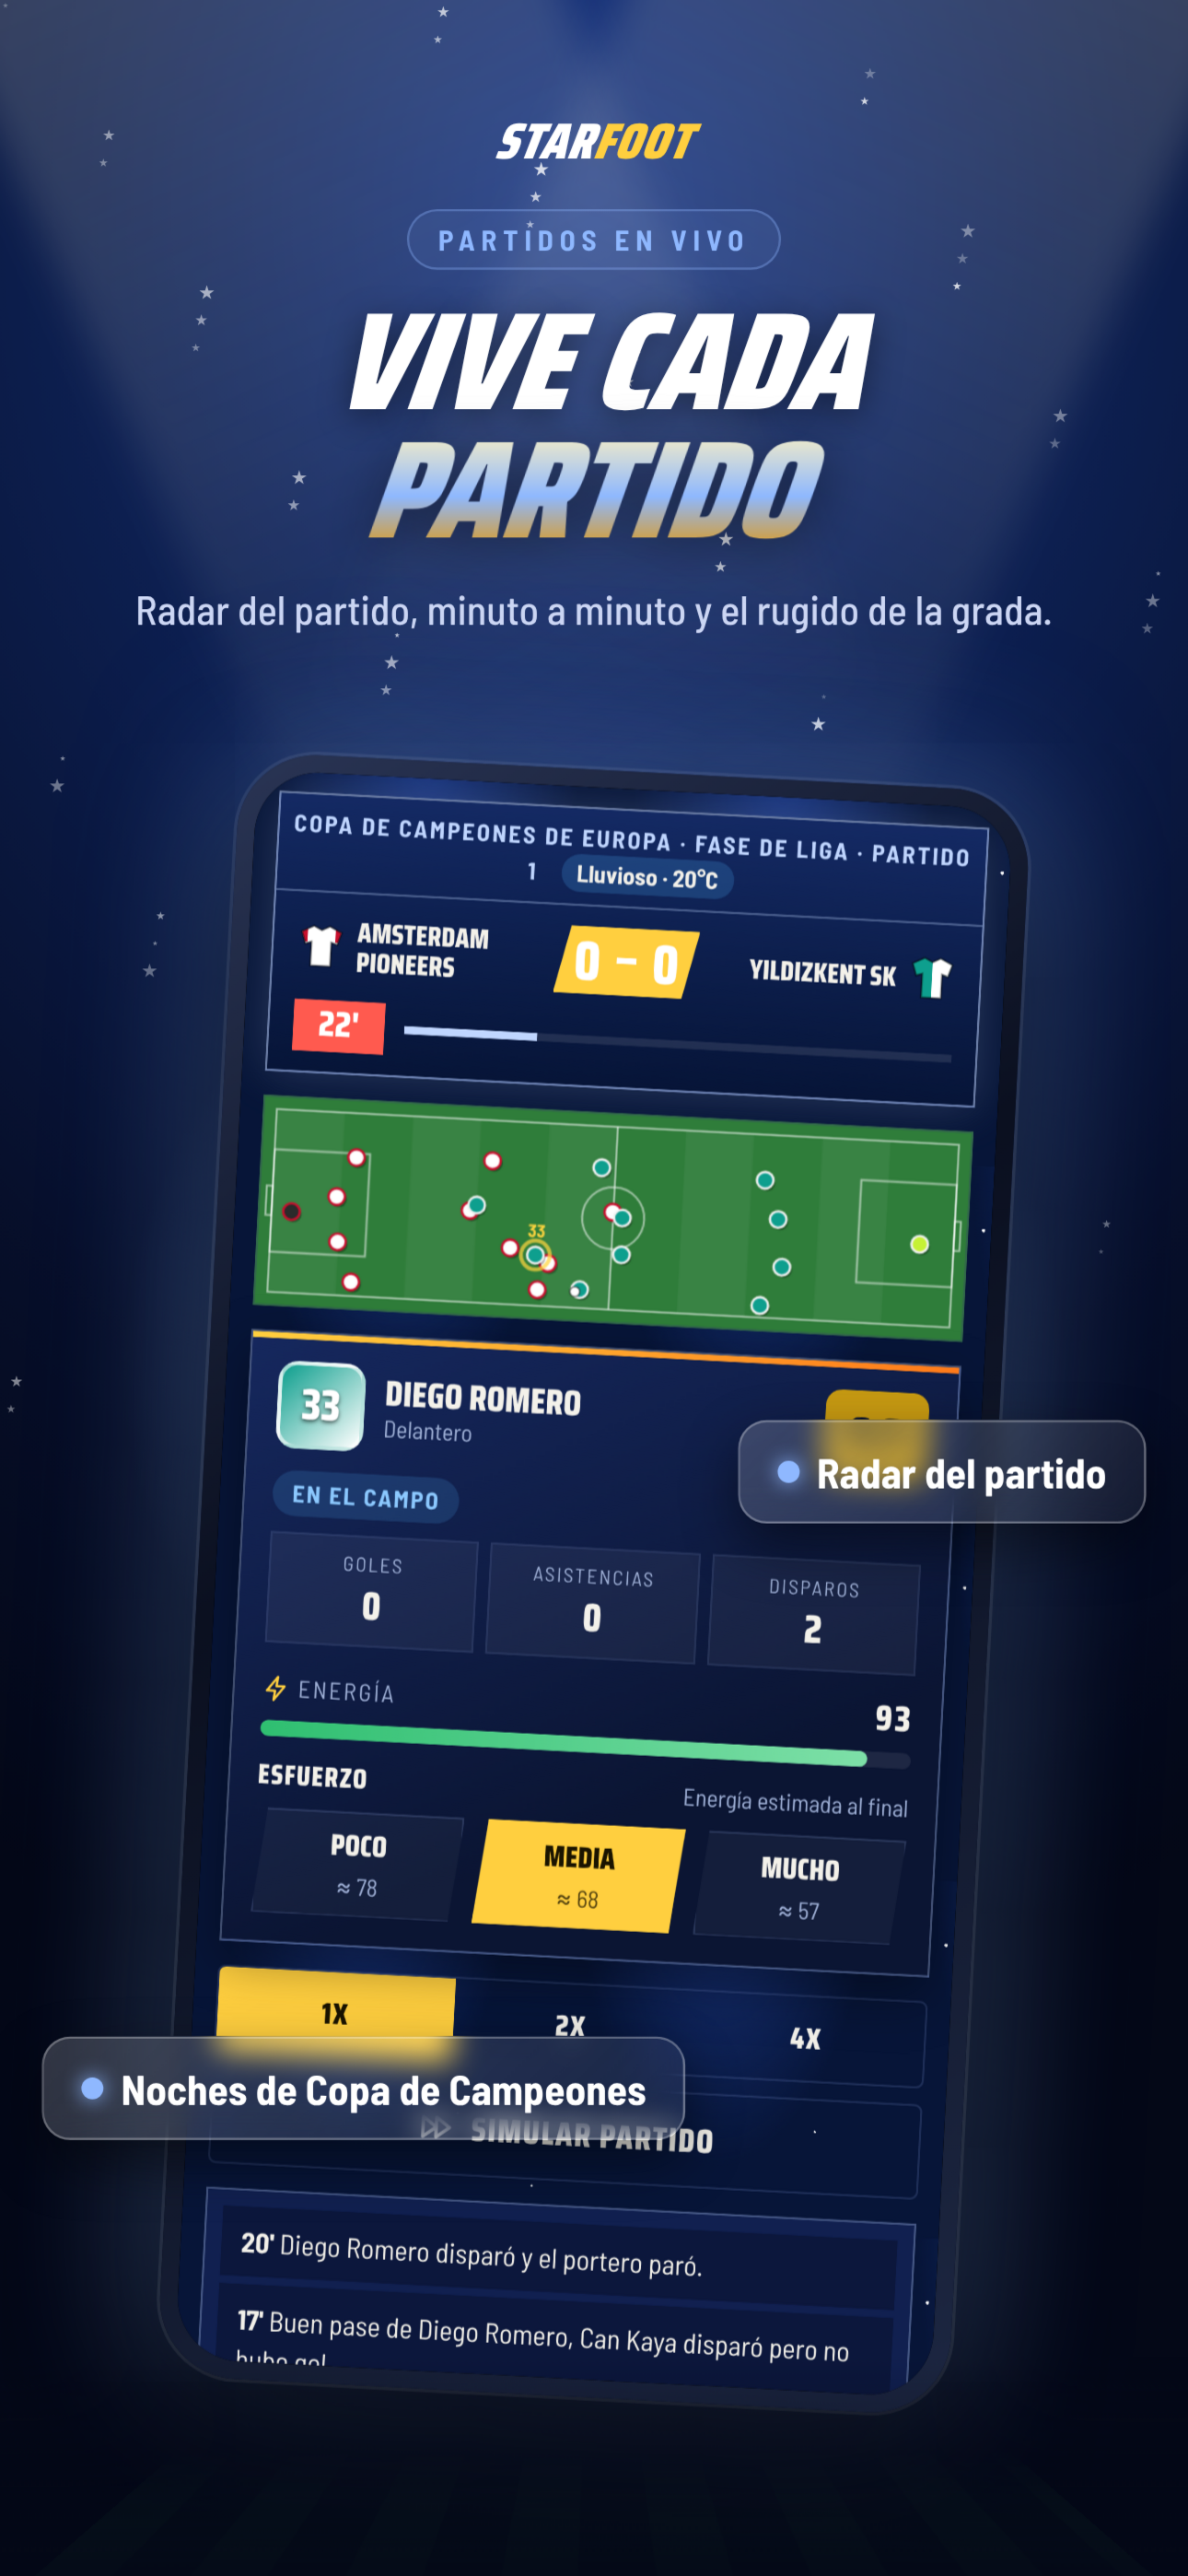 STARFOOT
PARTIDOS EN VIVO
VIVE CADA
PARTIDO
Radar del partido, minuto a minuto y el rugido de la grada.
COPA DE CAMPEONES DE EUROPA · FASE DE LIGA · PARTIDO
1 Lluvioso · 20°C
AMSTERDAM
PIONEERS
0 – 0
YILDIZKENT SK
22'
33
33
DIEGO ROMERO
Delantero
Radar del partido
EN EL CAMPO
GOLES
0
ASISTENCIAS
0
DISPAROS
2
ENERGÍA
93
ESFUERZO
Energía estimada al final
POCO
≈ 78
MEDIA
≈ 68
MUCHO
≈ 57
1X
2X
4X
Noches de Copa de Campeones
SIMULAR PARTIDO
20' Diego Romero disparó y el portero paró.
17' Buen pase de Diego Romero, Can Kaya disparó pero no
hubo gol